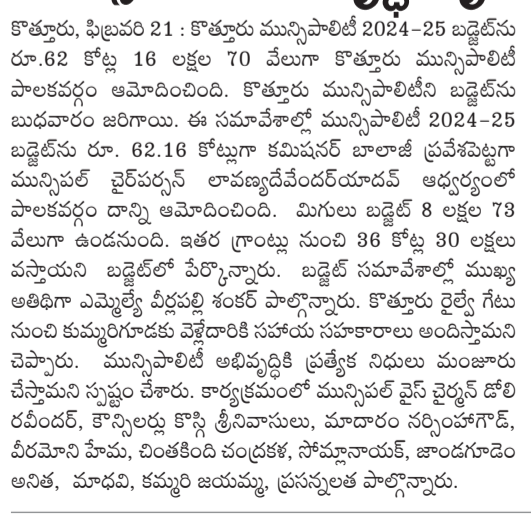 కొత్తూరు, ఫిబ్రవరి 21 : కొత్తూరు మున్సిపాలిటీ 2024-25 బడ్జెట్‌ను
రూ.62 కోట్ల 16 లక్షల 70 వేలుగా కొత్తూరు మున్సిపాలిటీ
పాలకవర్గం ఆమోదించింది. కొత్తూరు మున్సిపాలిటీని బడ్జెట్‌ను
బుధవారం జరిగాయి. ఈ సమావేశాల్లో మున్సిపాలిటీ 2024-25
బడ్జెట్‌ను రూ. 62.16 కోట్లుగా కమిషనర్ బాలాజీ ప్రవేశపెట్టగా
మున్సిపల్ చైర్‌పర్సన్ లావణ్యదేవేందర్‌యాదవ్ ఆధ్వర్యంలో
పాలకవర్గం దాన్ని ఆమోదించింది. మిగులు బడ్జెట్ 8 లక్షల 73
వేలుగా ఉండనుంది. ఇతర గ్రాంట్లు నుంచి 36 కోట్ల 30 లక్షలు
వస్తాయని బడ్జెట్‌లో పేర్కొన్నారు. బడ్జెట్ సమావేశాల్లో ముఖ్య
అతిథిగా ఎమ్మెల్యే వీర్లపల్లి శంకర్ పాల్గొన్నారు. కొత్తూరు రైల్వే గేటు
నుంచి కుమ్మరిగూడకు వెళ్లేదారికి సహాయ సహకారాలు అందిస్తామని
చెప్పారు. మున్సిపాలిటీ అభివృద్ధికి ప్రత్యేక నిధులు మంజూరు
చేస్తామని స్పష్టం చేశారు. కార్యక్రమంలో మున్సిపల్ వైస్ చైర్మన్ డోలి
రవీందర్, కౌన్సిలర్లు కొస్గి శ్రీనివాసులు, మాదారం నర్సింహాగౌడ్,
వీరమోని హేమ, చింతకింది చంద్రకళ, సోమ్లానాయక్, జాండగూడెం
అనిత, మాధవి, కమ్మరి జయమ్మ, ప్రసన్నలత పాల్గొన్నారు.